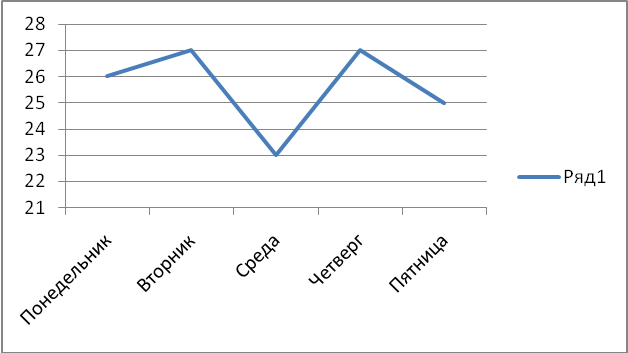 28
27
26
25
24
23
22
21
Понедельник
Вторник
Среда
Четверг
Пятница
Ряд1